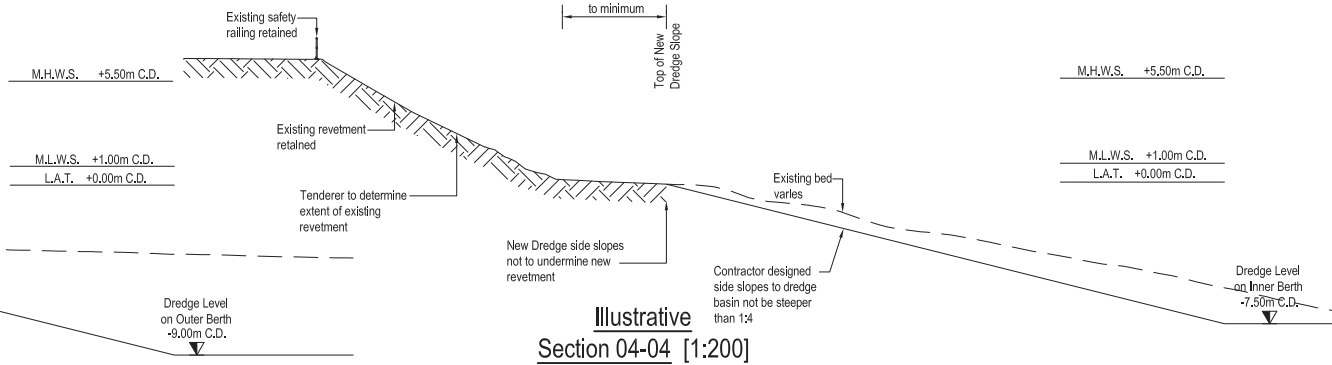 Existing safety
railing retained
to minimum
Top of New
Dredge Slope
M.H.W.S. +5.50m C.D.
M.H.W.S. +5.50m C.D.
Existing revetment
retained
M.L.W.S. +1.00m C.D.
L.A.T. +0.00m C.D.
M.L.W.S. +1.00m C.D.
L.A.T. +0.00m C.D.
Tenderer to determine
extent of existing
revetment
Existing bed
varies
New Dredge side slopes
not to undermine new
revetment
Contractor designed
side slopes to dredge
basin not be steeper
than 1:4
Dredge Level
on Outer Berth
-9.00m C.D.
Dredge Level
on Inner Berth
-7.50m C.D.
Illustrative
Section 04-04 [1:200]